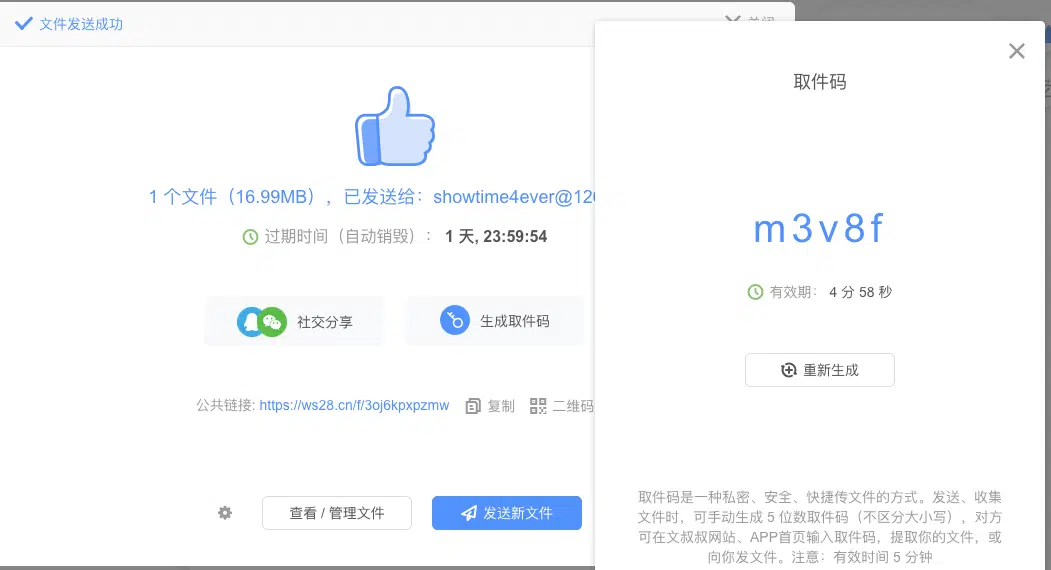 文件发送成功
1 个文件（16.99MB），已发送给：showtime4ever@12
过期时间（自动销毁）： 1 天, 23:59:54
社交分享
生成取件码
公共链接: https://ws28.cn/f/3oj6kpxpzmw 复制 二维码
查看 / 管理文件
发送新文件
取件码
m3v8f
有效期： 4 分 58 秒
重新生成
取件码是一种私密、安全、快捷传文件的方式。发送、收集
文件时，可手动生成 5 位数取件码（不区分大小写），对方
可在文叔叔网站、APP首页输入取件码，提取你的文件，或
向你发文件。注意：有效时间 5 分钟